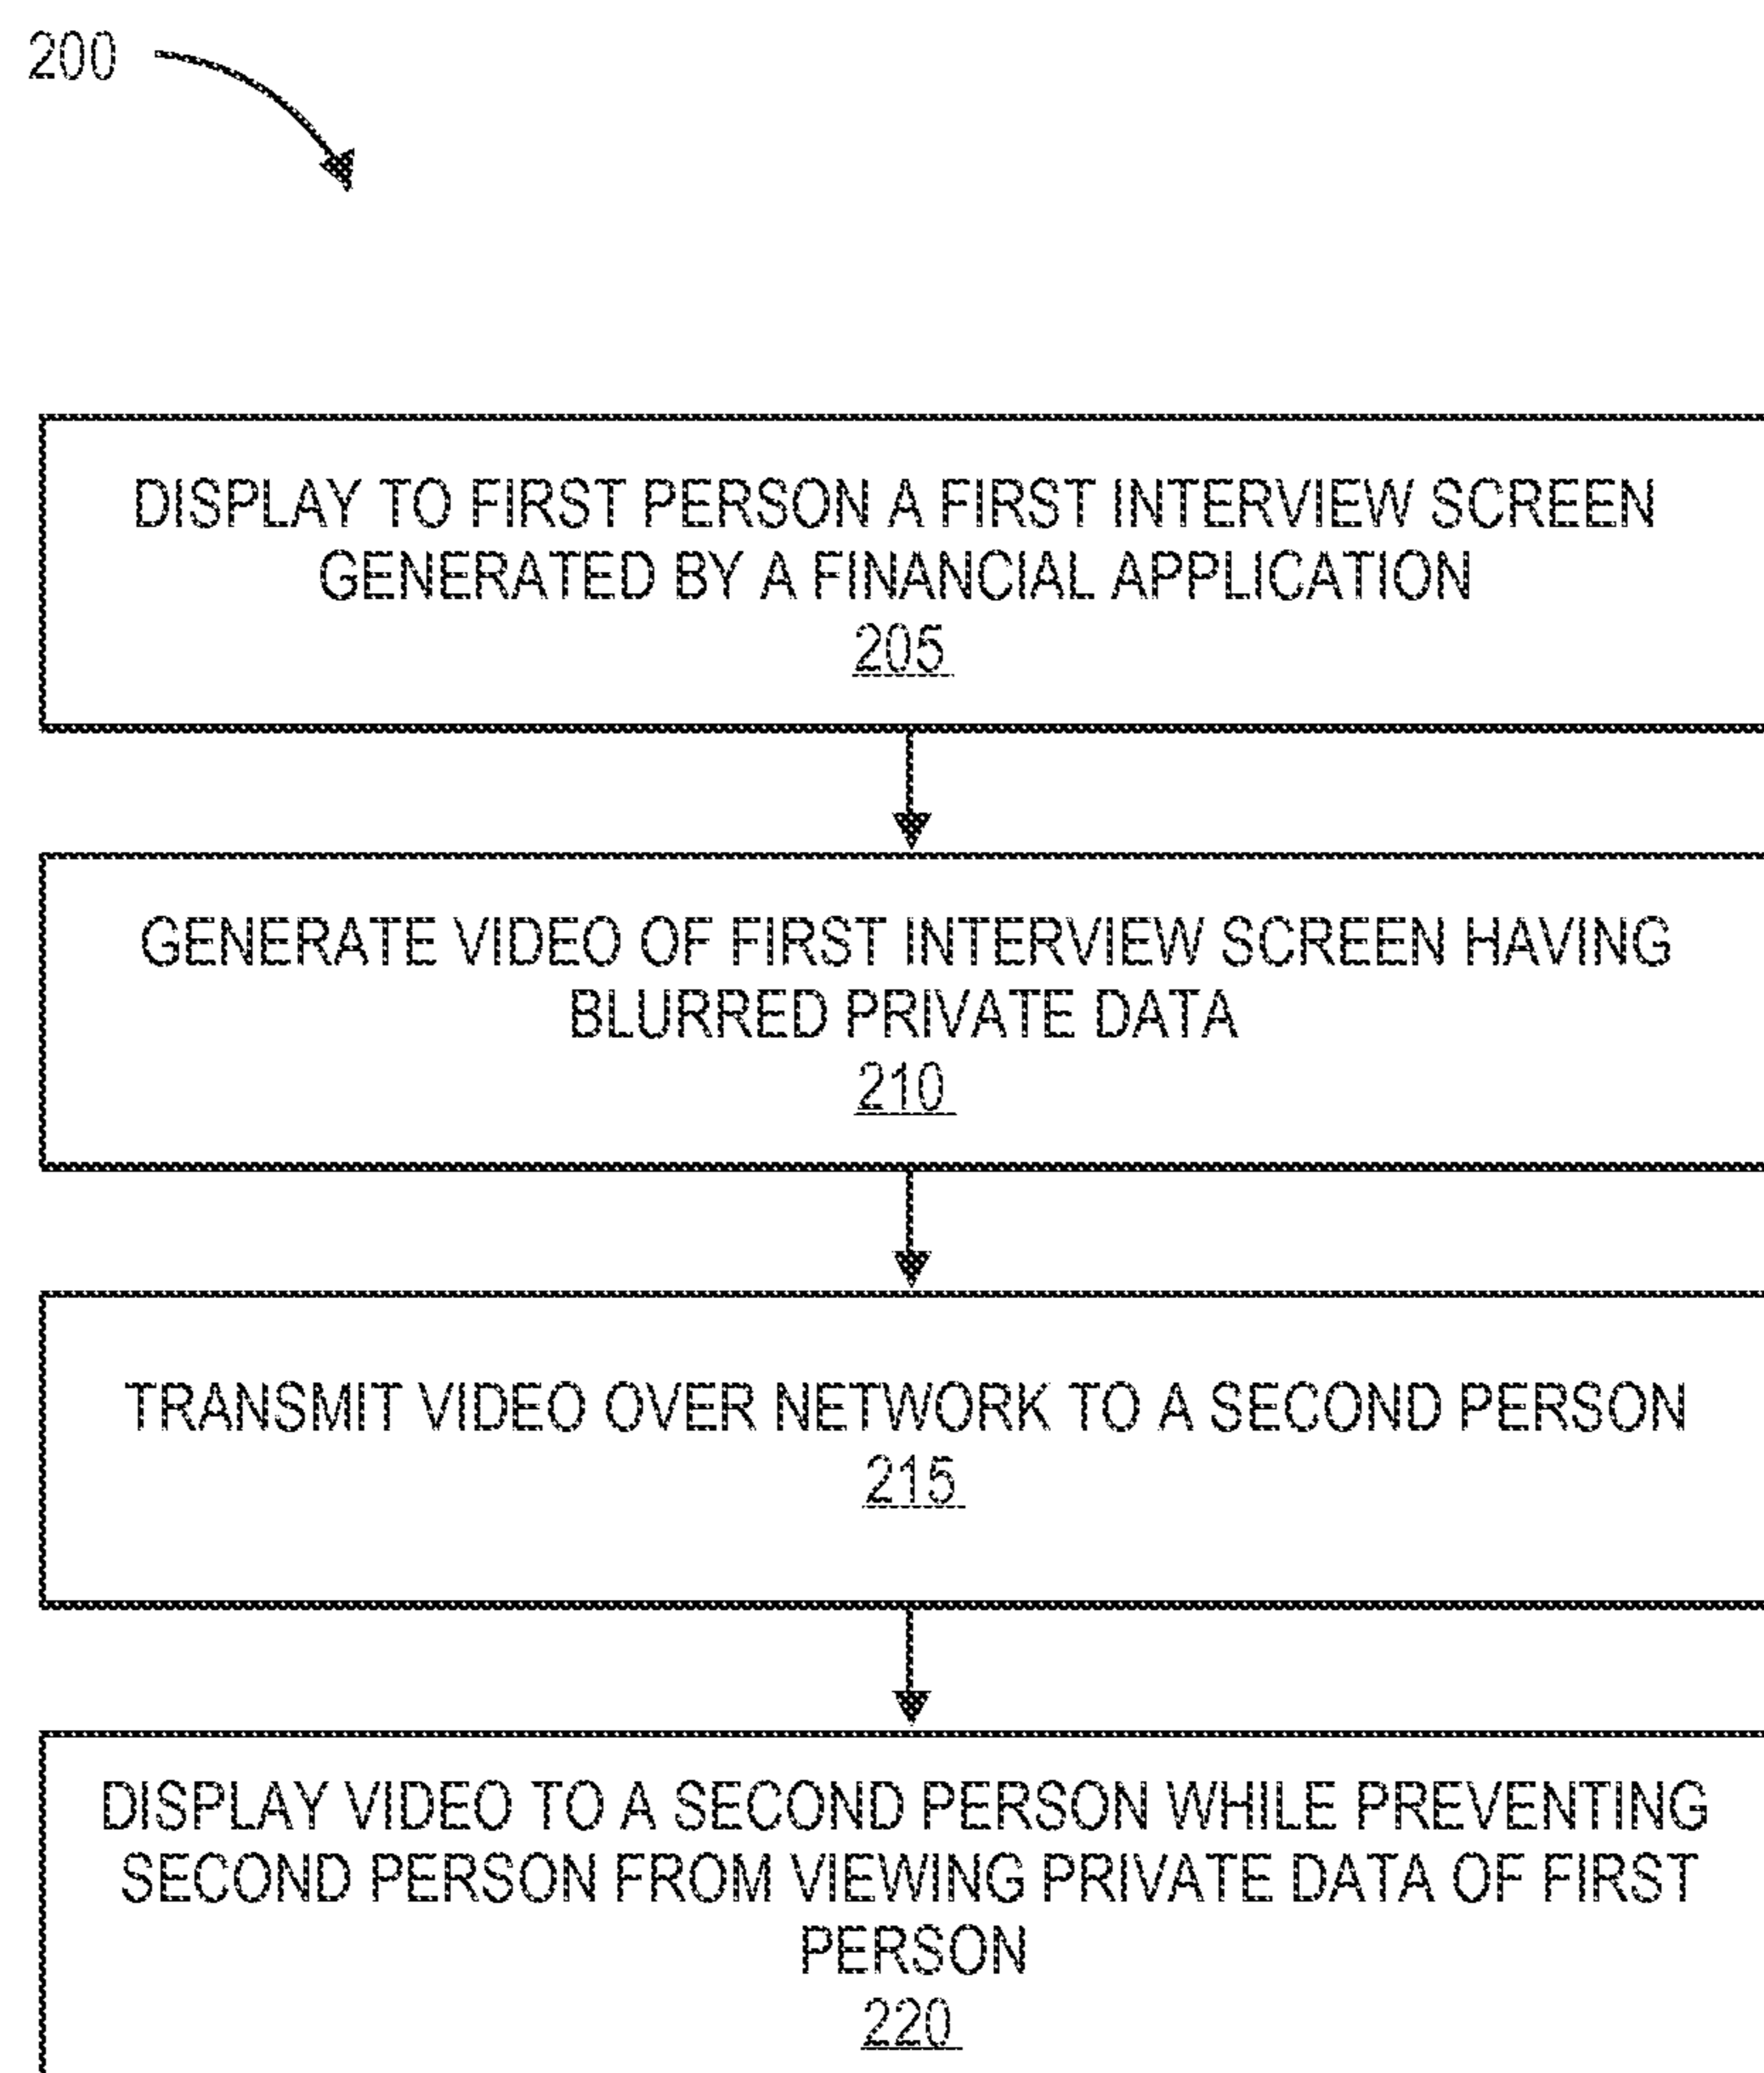 200
DISPLAY TO FIRST PERSON A FIRST INTERVIEW SCREEN
GENERATED BY A FINANCIAL APPLICATION
205
GENERATE VIDEO OF FIRST INTERVIEW SCREEN HAVING
BLURRED PRIVATE DATA
210
TRANSMIT VIDEO OVER NETWORK TO A SECOND PERSON
215
DISPLAY VIDEO TO A SECOND PERSON WHILE PREVENTING
SECOND PERSON FROM VIEWING PRIVATE DATA OF FIRST
PERSON
220